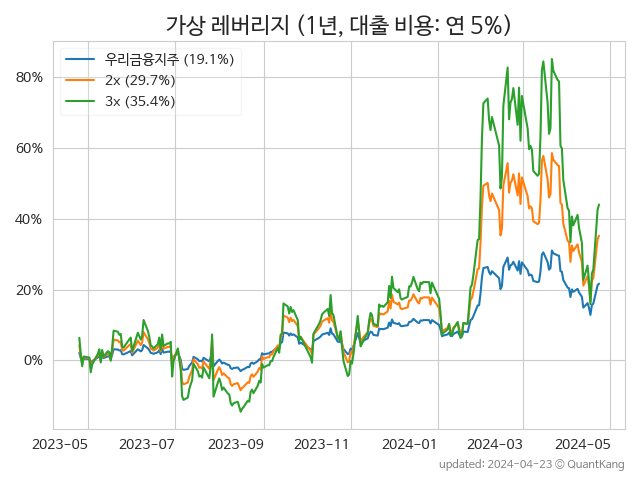 가상 레버리지 (1년, 대출 비용: 연 5%)
우리금융지주 (19.1%)
2x (29.7%)
3x (35.4%)
80%
60%
40%
20%
0%
2023−05 2023−07 2023−09 2023−11 2024−01 2024−03 2024−05
updated: 2024-04-23 © QuantKang